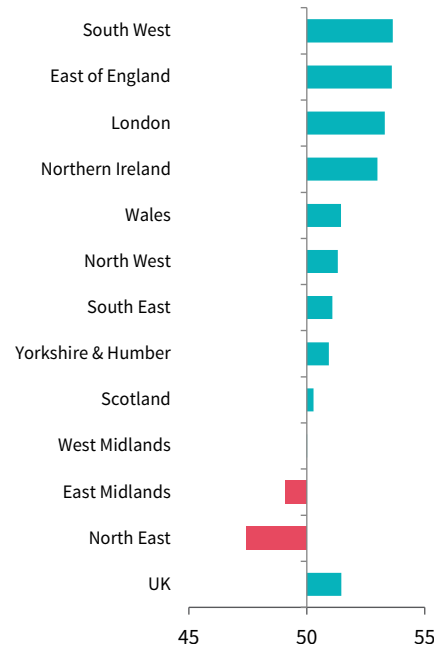 South West
East of England
London
Northern Ireland
Wales
North West
South East
Yorkshire & Humber
Scotland
West Midlands
East Midlands
North East
UK
45 50 55